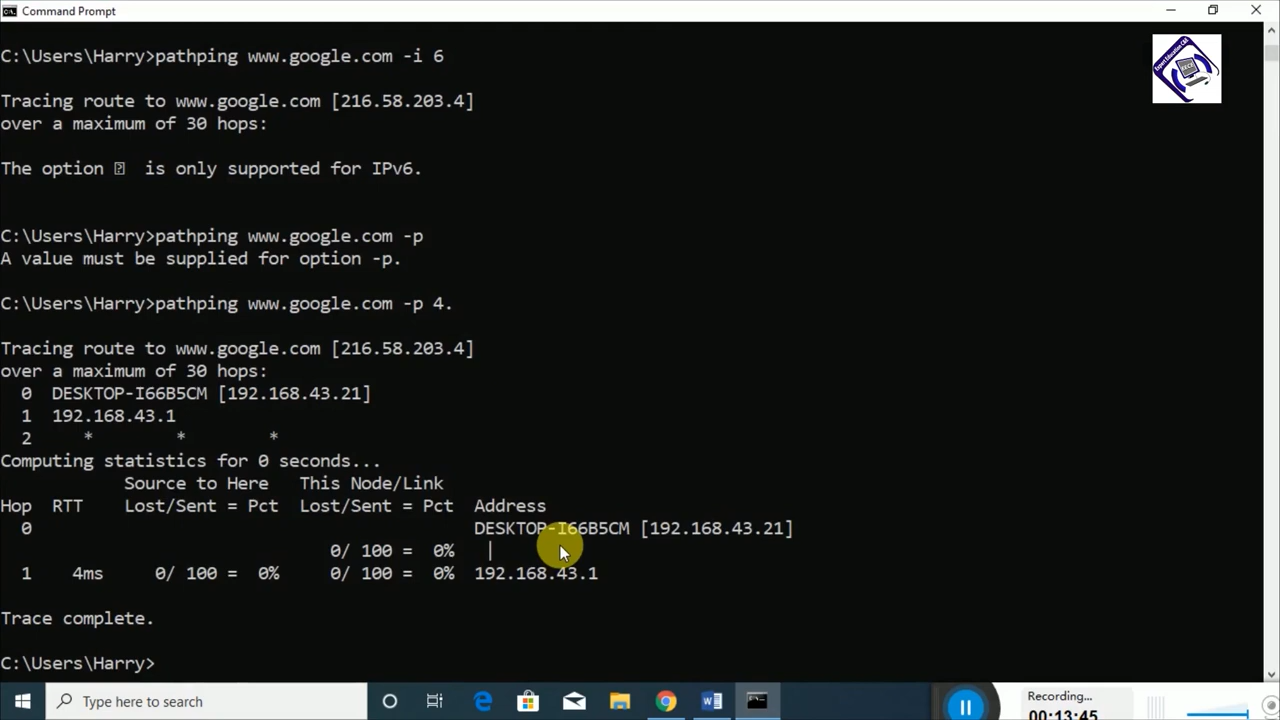 Command Prompt
C:\Users\Harry>pathping www.google.com -i 6
Tracing route to www.google.com [216.58.203.4]
over a maximum of 30 hops:
The option is only supported for IPv6.
C:\Users\Harry>pathping www.google.com -p
A value must be supplied for option -p.
C:\Users\Harry>pathping www.google.com -p 4.
Tracing route to www.google.com [216.58.203.4]
over a maximum of 30 hops:
0 DESKTOP-I66B5CM [192.168.43.21]
1 192.168.43.1
2 * * *
Computing statistics for 0 seconds...
Source to Here This Node/Link
Hop RTT Lost/Sent = Pct Lost/Sent = Pct Address
0 DESKTOP-I66B5CM [192.168.43.21]
0/ 100 = 0% |
1 4ms 0/ 100 = 0% 0/ 100 = 0% 192.168.43.1
Trace complete.
C:\Users\Harry>
Type here to search
Recording...
00:13:45